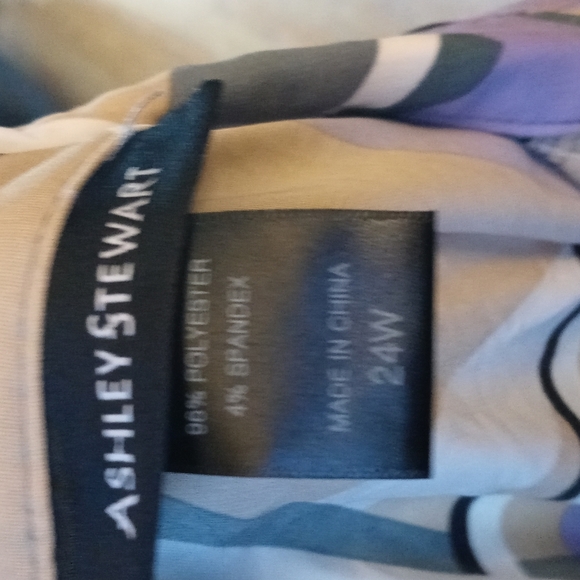 ASHLEY STEWART
96% POLYESTER
4% SPANDEX
MADE IN CHINA
24W